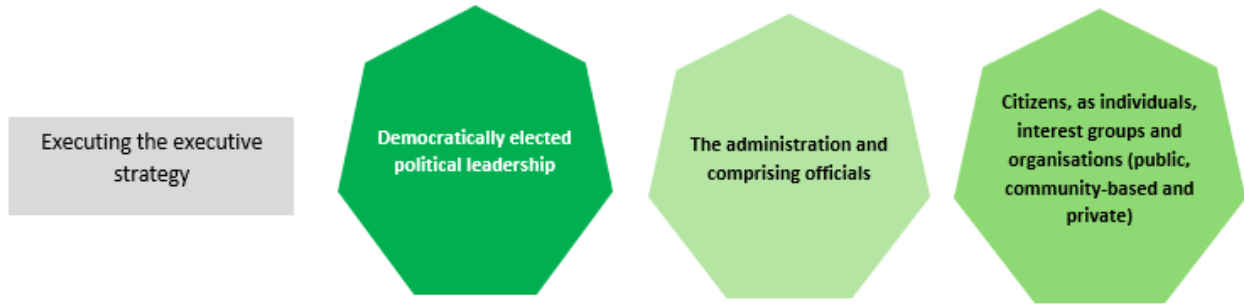 Executing the executive
strategy
Democratically elected
political leadership
The administration and
comprising officials
Citizens, as individuals,
interest groups and
organisations (public,
community-based and
private)